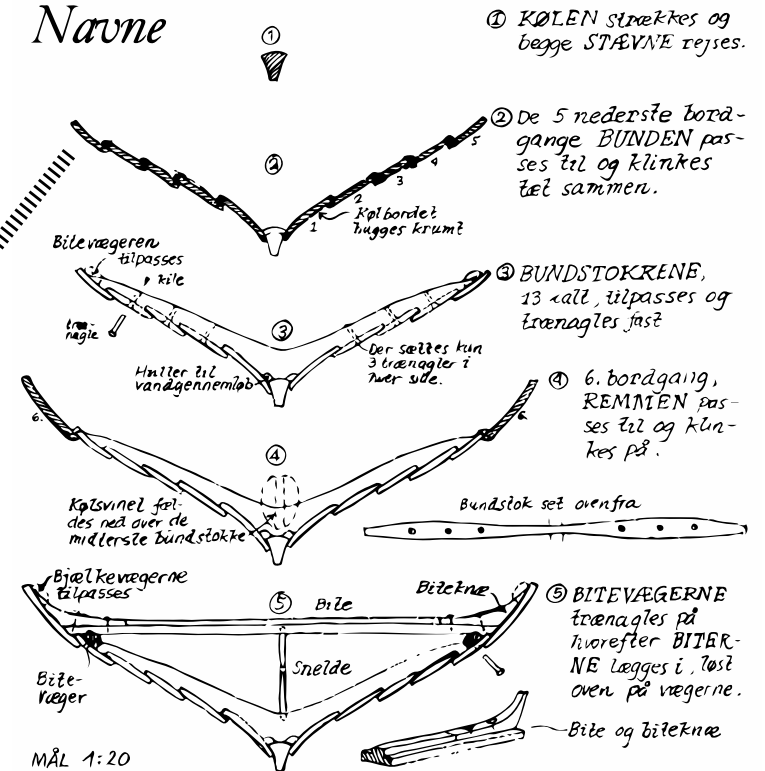 Navne
①
① KØLEN strækkes og
begge STÆVNE rejses.
②
② De 5 nederste bord-
gange BUNDEN pas-
ses til og klinkes
tæt sammen.
1 2 3 4 5
Kølbordet
hugges krumt
Bitevægeren
tilpasses
kile
træ-
nagle
③
Huller til
vandgennemløb
Der sættes kun
3 trænagler i
hver side.
③ BUNDSTOKKENE,
13 ialt, tilpasses og
trænagles fast
6.
6.
④
④ 6. bordgang,
REMMEN pas-
ses til og klin-
kes på.
Kølsvinet fæl-
des ned over de
midterste bundstokke
Bundstok set ovenfra
Bjælkevægerne
tilpasses
⑤
Bite
Biteknæ
Bite-
væger
Snelde
⑤ BITEVÆGERNE
trænagles på
hvorefter BITER-
NE lægges i, løst
oven på vægerne.
Bite og biteknæ
MÅL 1:20